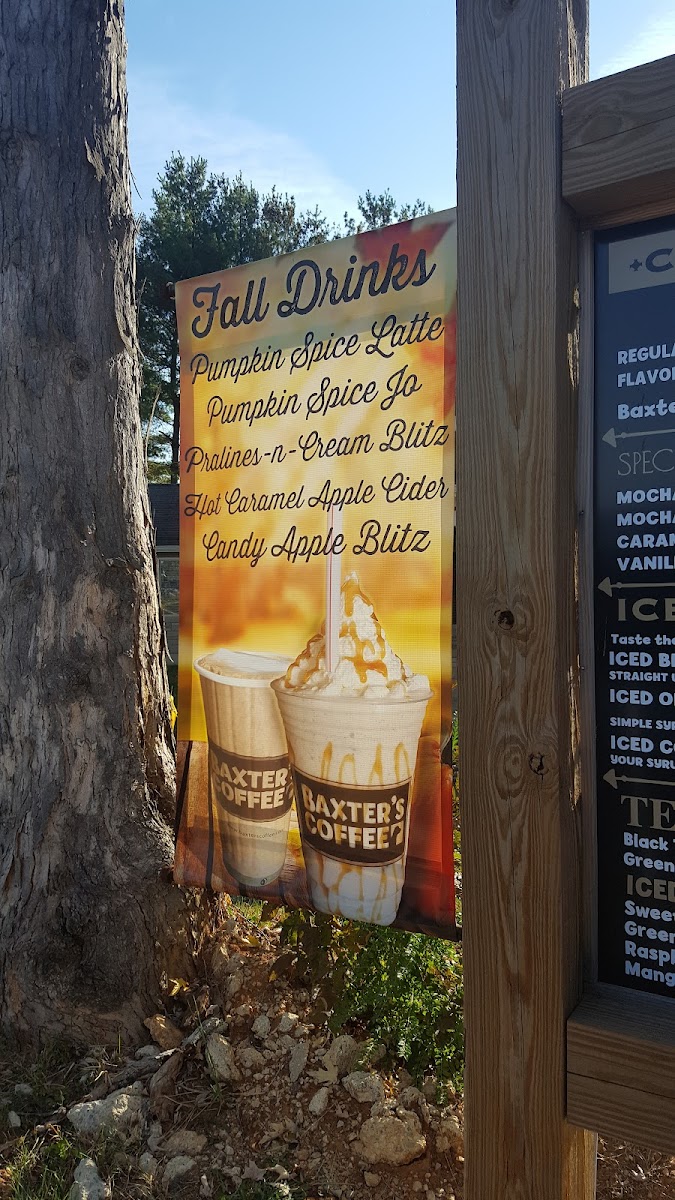 Fall Drinks
Pumpkin Spice Latte
Pumpkin Spice Jo
Pralines-n-Cream Blitz
Hot Caramel Apple Cider
Candy Apple Blitz
BAXTER
COFFEE
BAXTER'S
COFFEE
+C
REGULA
FLAVO
Baxte
SPEC
MOCHA
MOCHA
CARAM
VANIL
ICE
Taste the
ICED B
STRAIGHT U
ICED O
SIMPLE SY
ICED C
YOUR SYRU
TE
Black
Green
ICED
Swee
Green
Rasp
Mang